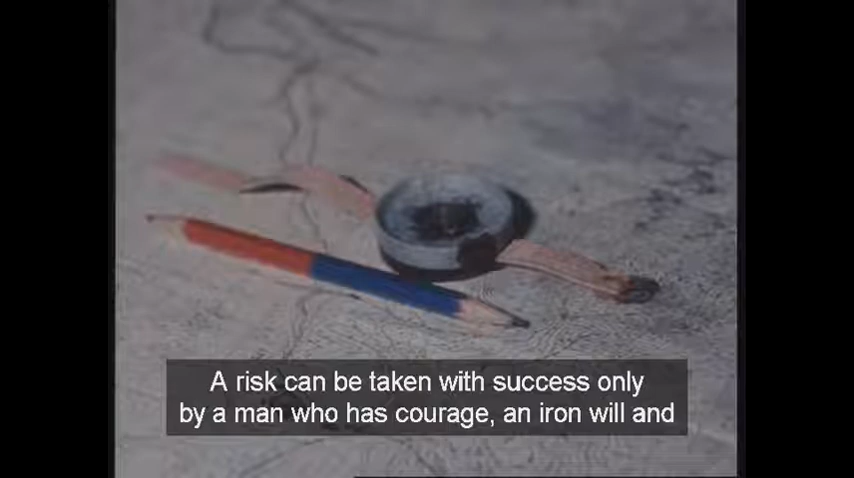 A risk can be taken with success only
by a man who has courage, an iron will and